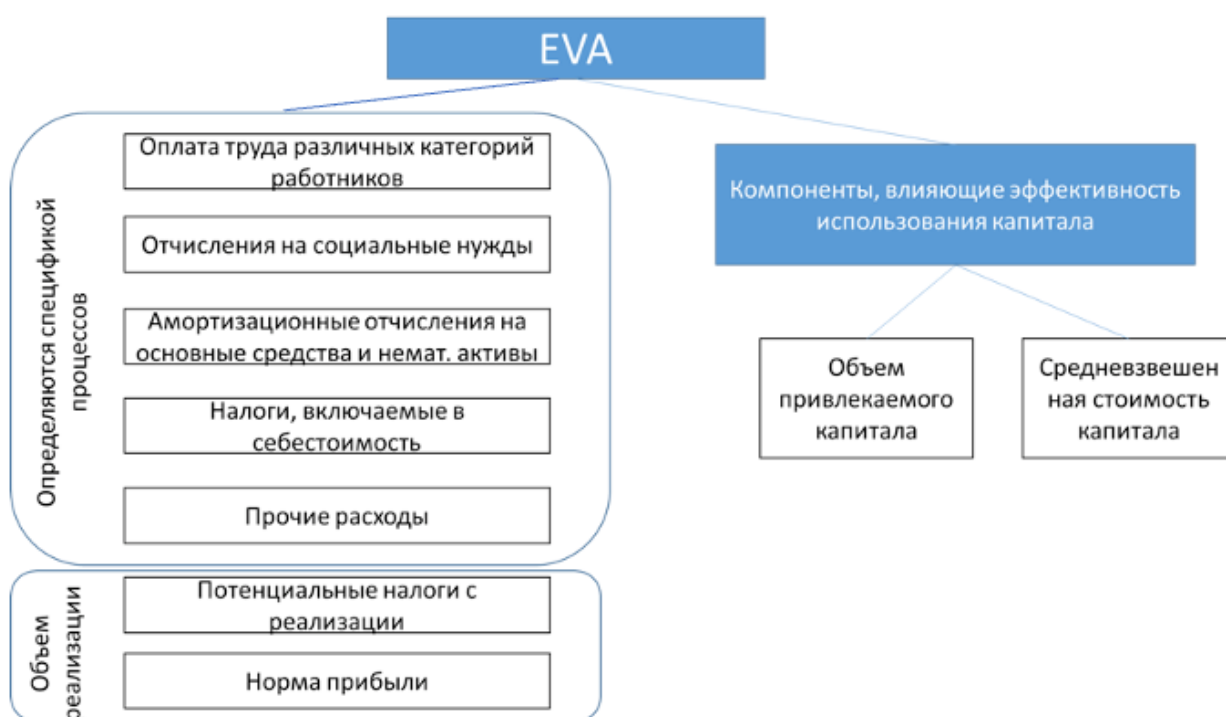 EVA
Определяются спецификой
процессов
Оплата труда различных категорий
работников
Отчисления на социальные нужды
Амортизационные отчисления на
основные средства и немат. активы
Налоги, включаемые в
себестоимость
Прочие расходы
Объем
реализации
Потенциальные налоги с
реализации
Норма прибыли
Компоненты, влияющие эффективность
использования капитала
Объем
привлекаемого
капитала
Средневзвешен
ная стоимость
капитала